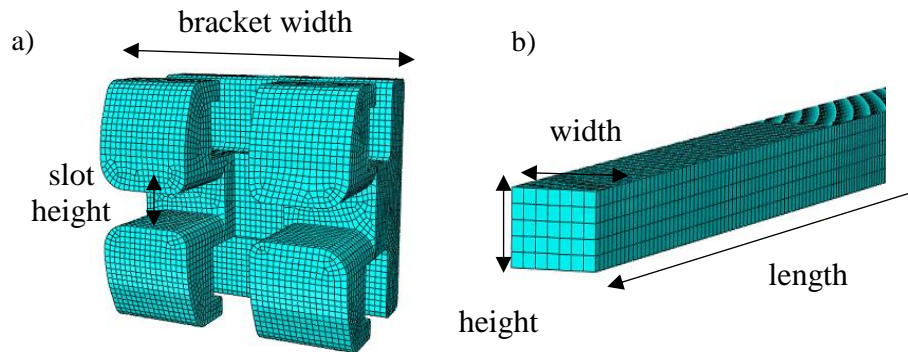 a)
bracket width
slot
height
b)
width
length
height